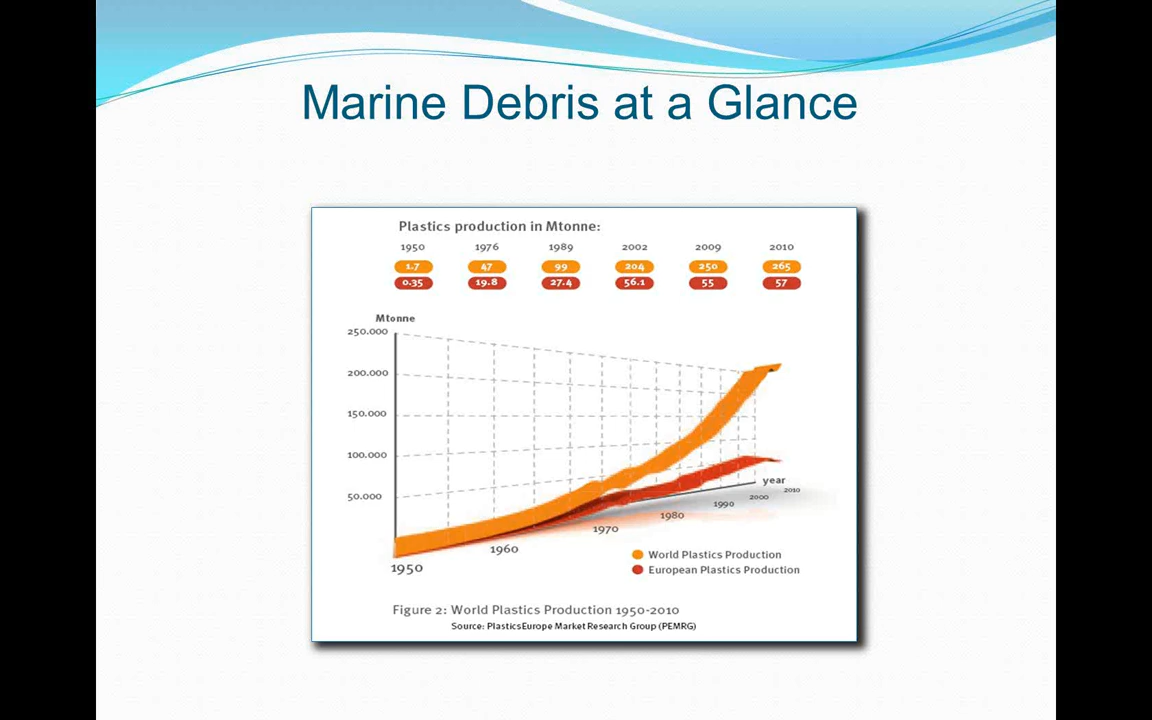 Marine Debris at a Glance
Plastics production in Mtonne:
1950 1976 1989 2002 2009 2010
1.7 47 99 204 250 265
0.35 19.8 27.4 56.1 55 57
Mtonne
250.000
200.000
150.000
100.000
50.000
year
1950 1960 1970 1980 1990 2000 2010
World Plastics Production
European Plastics Production
Figure 2: World Plastics Production 1950-2010
Source: PlasticsEurope Market Research Group (PEMRG)